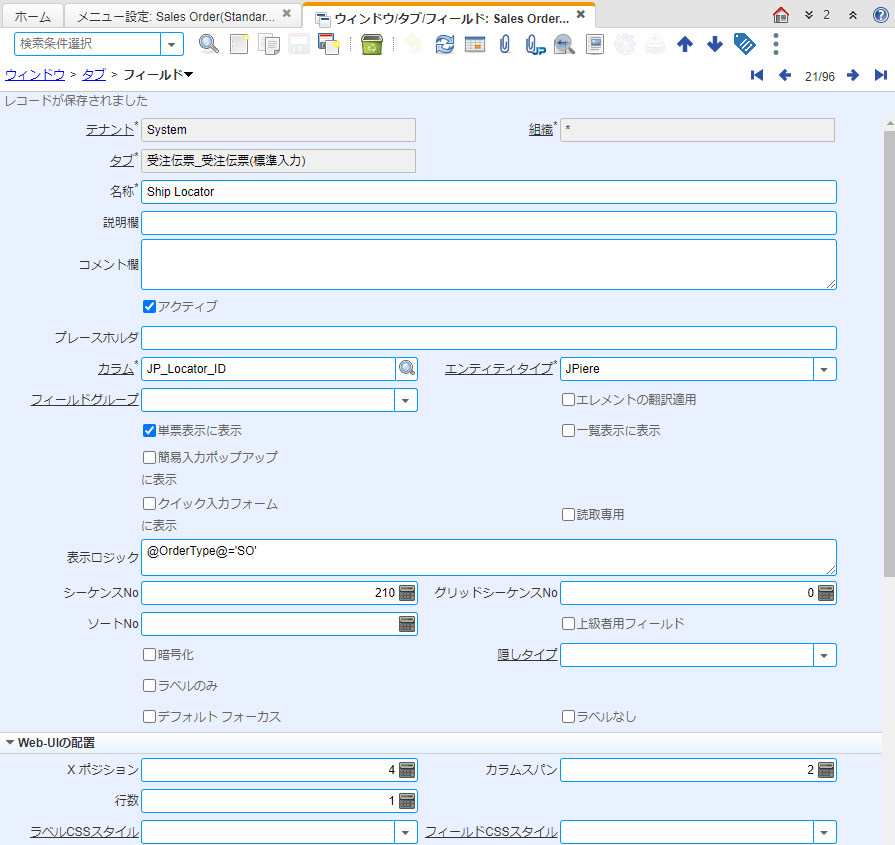 ホーム
メニュー設定: Sales Order(Standar...
ウィンドウ/タブ/フィールド: Sales Order...
2
検索条件選択
ウィンドウ > タブ > フィールド
21/96
レコードが保存されました
テナント* System
組織* *
タブ* 受注伝票_受注伝票(標準入力)
名称* Ship Locator
説明欄
コメント欄
アクティブ
プレースホルダ
カラム* JP_Locator_ID
エンティティタイプ* JPiere
フィールドグループ
エレメントの翻訳適用
単票表示に表示
一覧表示に表示
簡易入力ポップアップ
に表示
クイック入力フォーム
に表示
読取専用
表示ロジック @OrderType@='SO'
シーケンスNo 210
グリッドシーケンスNo 0
ソートNo
上級者用フィールド
暗号化
隠しタイプ
ラベルのみ
デフォルト フォーカス
ラベルなし
Web-UIの配置
X ポジション 4
カラムスパン 2
行数 1
ラベルCSSスタイル
フィールドCSSスタイル